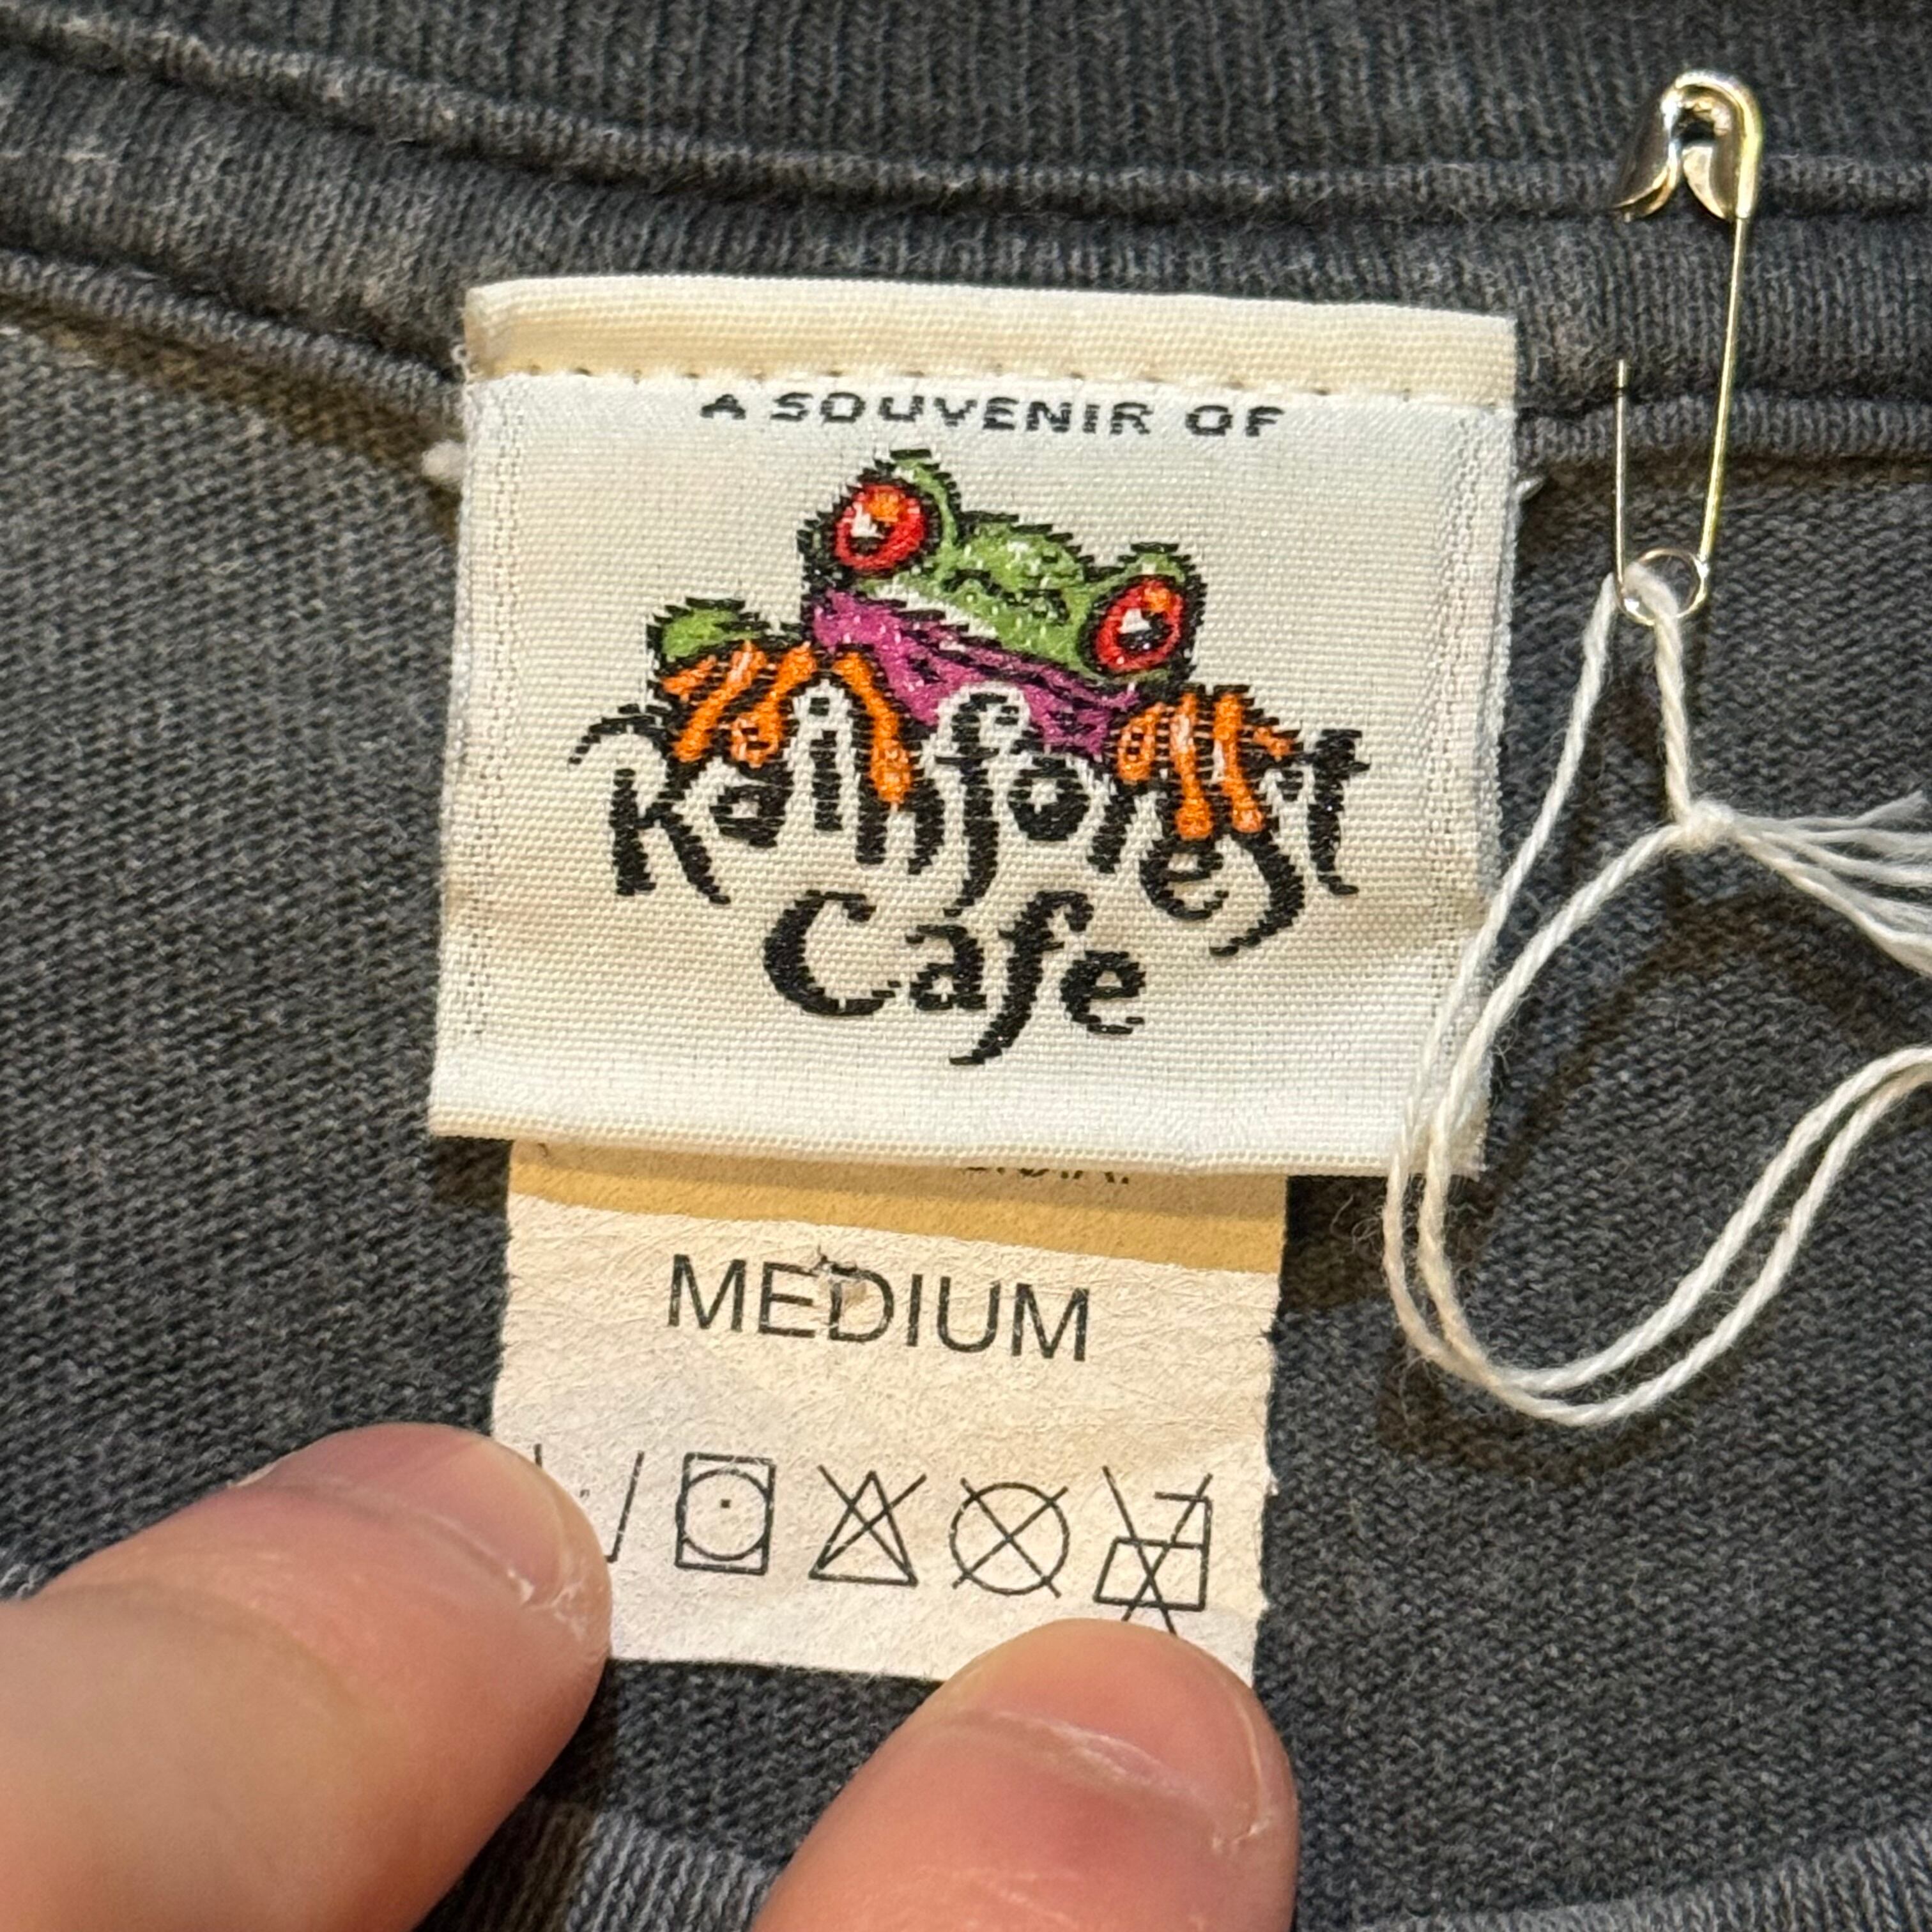 A SOUVENIR OF
Rainforest
Cafe
MEDIUM